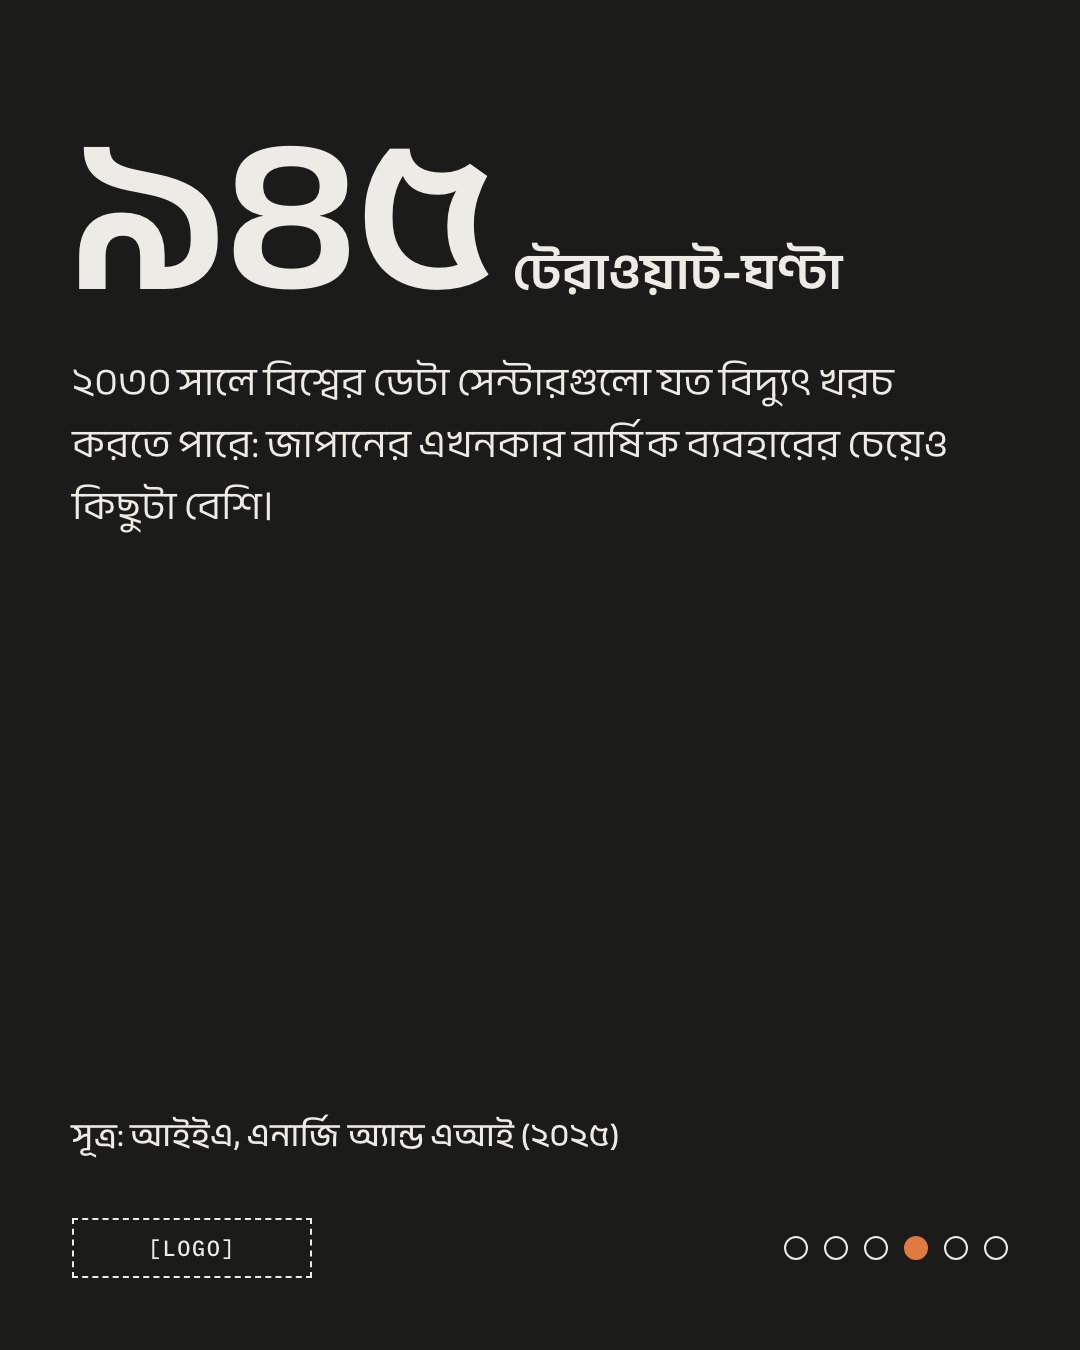 ৯৪৫ টেরাওয়াট-ঘণ্টা
২০৩০ সালে বিশ্বের ডেটা সেন্টারগুলো যত বিদ্যুৎ খরচ
করতে পারে: জাপানের এখনকার বার্ষিক ব্যবহারের চেয়েও
কিছুটা বেশি।
সূত্র: আইইএ, এনার্জি অ্যান্ড এআই (২০২৫)
[LOGO]